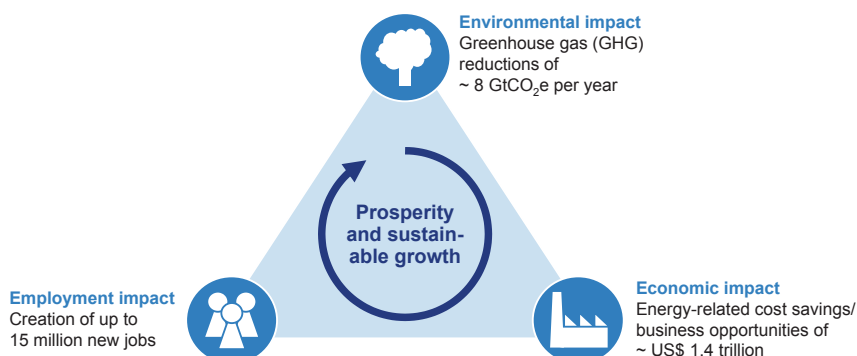 Environmental impact
Greenhouse gas (GHG)
reductions of
~ 8 GtCO₂e per year
Prosperity
and sustain-
able growth
Employment impact
Creation of up to
15 million new jobs
Economic impact
Energy-related cost savings/
business opportunities of
~ US$ 1.4 trillion